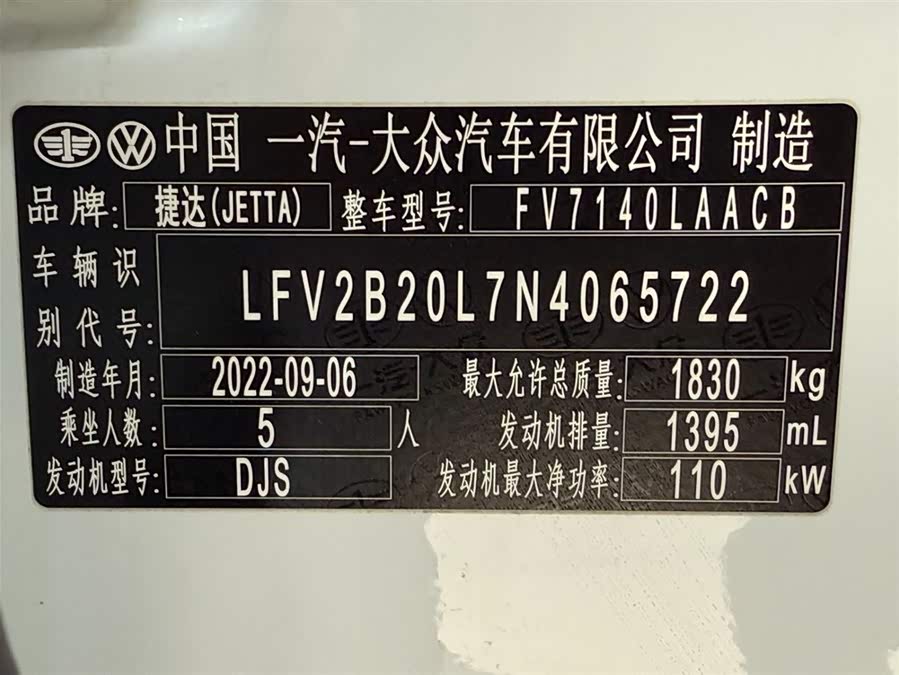 中国 一汽-大众汽车有限公司 制造
品牌: 捷达(JETTA) 整车型号: FV7140LAACB
车辆识
别代号: LFV2B20L7N4065722
制造年月: 2022-09-06 最大允许总质量: 1830 kg
乘坐人数: 5 人 发动机排量: 1395 mL
发动机型号: DJS 发动机最大净功率: 110 kW